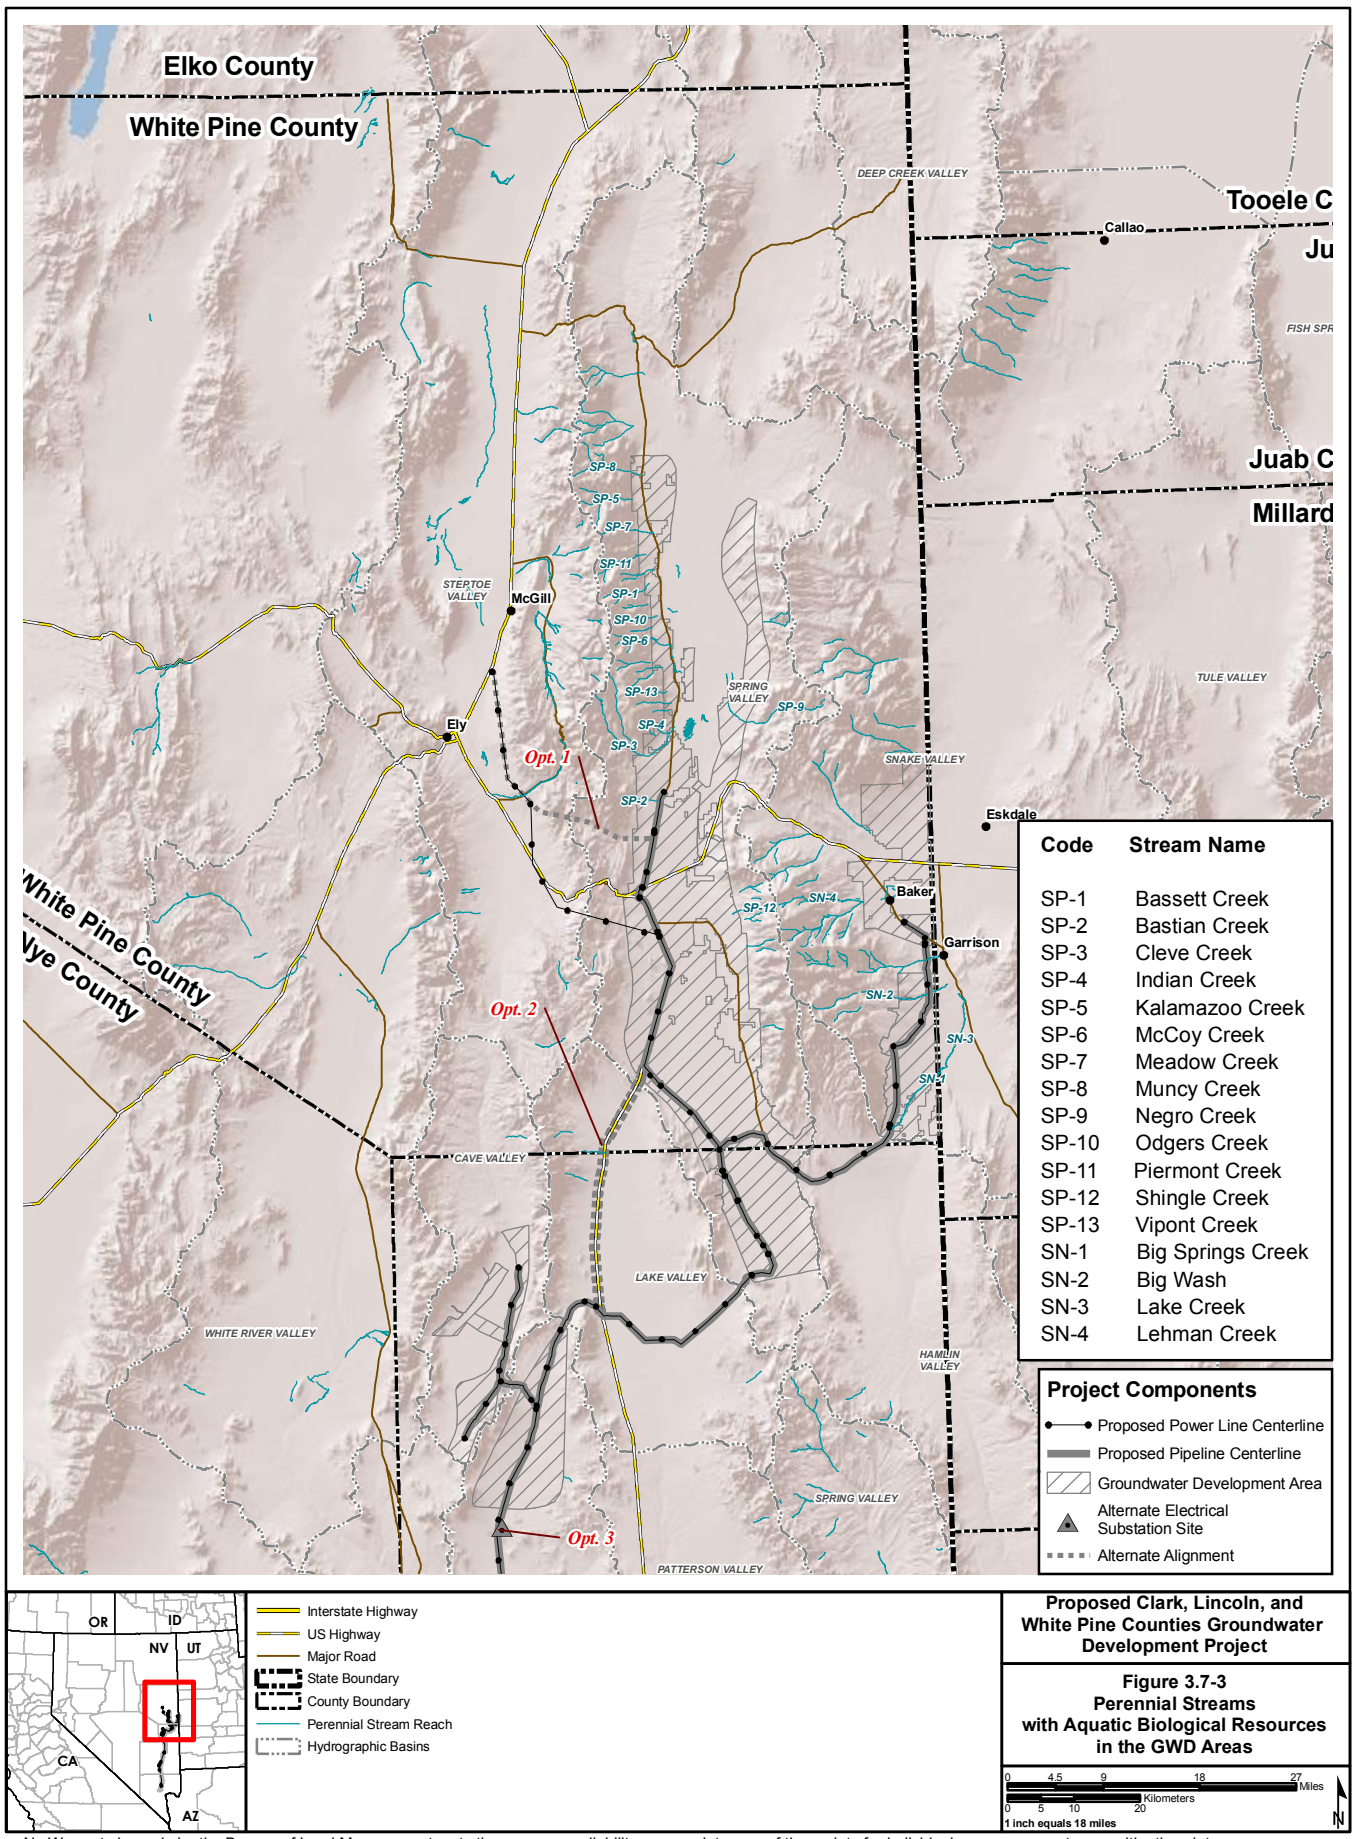 Elko County
White Pine County
DEEP CREEK VALLEY
Tooele C
Callao
Ju
FISH SPR
Juab C
Millard
SP-8
SP-5
SP-7
SP-11
STEPTOE
VALLEY
McGill
SP-1
SP-10
SP-6
SP-13
SPRING
VALLEY
SP-9
TULE VALLEY
Ely
SP-4
SP-3
Opt. 1
SNAKE VALLEY
SP-2
Eskdale
Baker
SN-4
SP-12
Garrison
White Pine County
Nye County
SN-2
Opt. 2
SN-3
SN-1
CAVE VALLEY
LAKE VALLEY
WHITE RIVER VALLEY
HAMLIN
VALLEY
SPRING VALLEY
Opt. 3
PATTERSON VALLEY
Code Stream Name
SP-1 Bassett Creek
SP-2 Bastian Creek
SP-3 Cleve Creek
SP-4 Indian Creek
SP-5 Kalamazoo Creek
SP-6 McCoy Creek
SP-7 Meadow Creek
SP-8 Muncy Creek
SP-9 Negro Creek
SP-10 Odgers Creek
SP-11 Piermont Creek
SP-12 Shingle Creek
SP-13 Vipont Creek
SN-1 Big Springs Creek
SN-2 Big Wash
SN-3 Lake Creek
SN-4 Lehman Creek
Project Components
Proposed Power Line Centerline
Proposed Pipeline Centerline
Groundwater Development Area
Alternate Electrical
Substation Site
Alternate Alignment
OR ID
NV UT
CA
AZ
Interstate Highway
US Highway
Major Road
State Boundary
County Boundary
Perennial Stream Reach
Hydrographic Basins
Proposed Clark, Lincoln, and
White Pine Counties Groundwater
Development Project
Figure 3.7-3
Perennial Streams
with Aquatic Biological Resources
in the GWD Areas
0 4.5 9 18 27
Miles
Kilometers
0 5 10 20
1 inch equals 18 miles
N